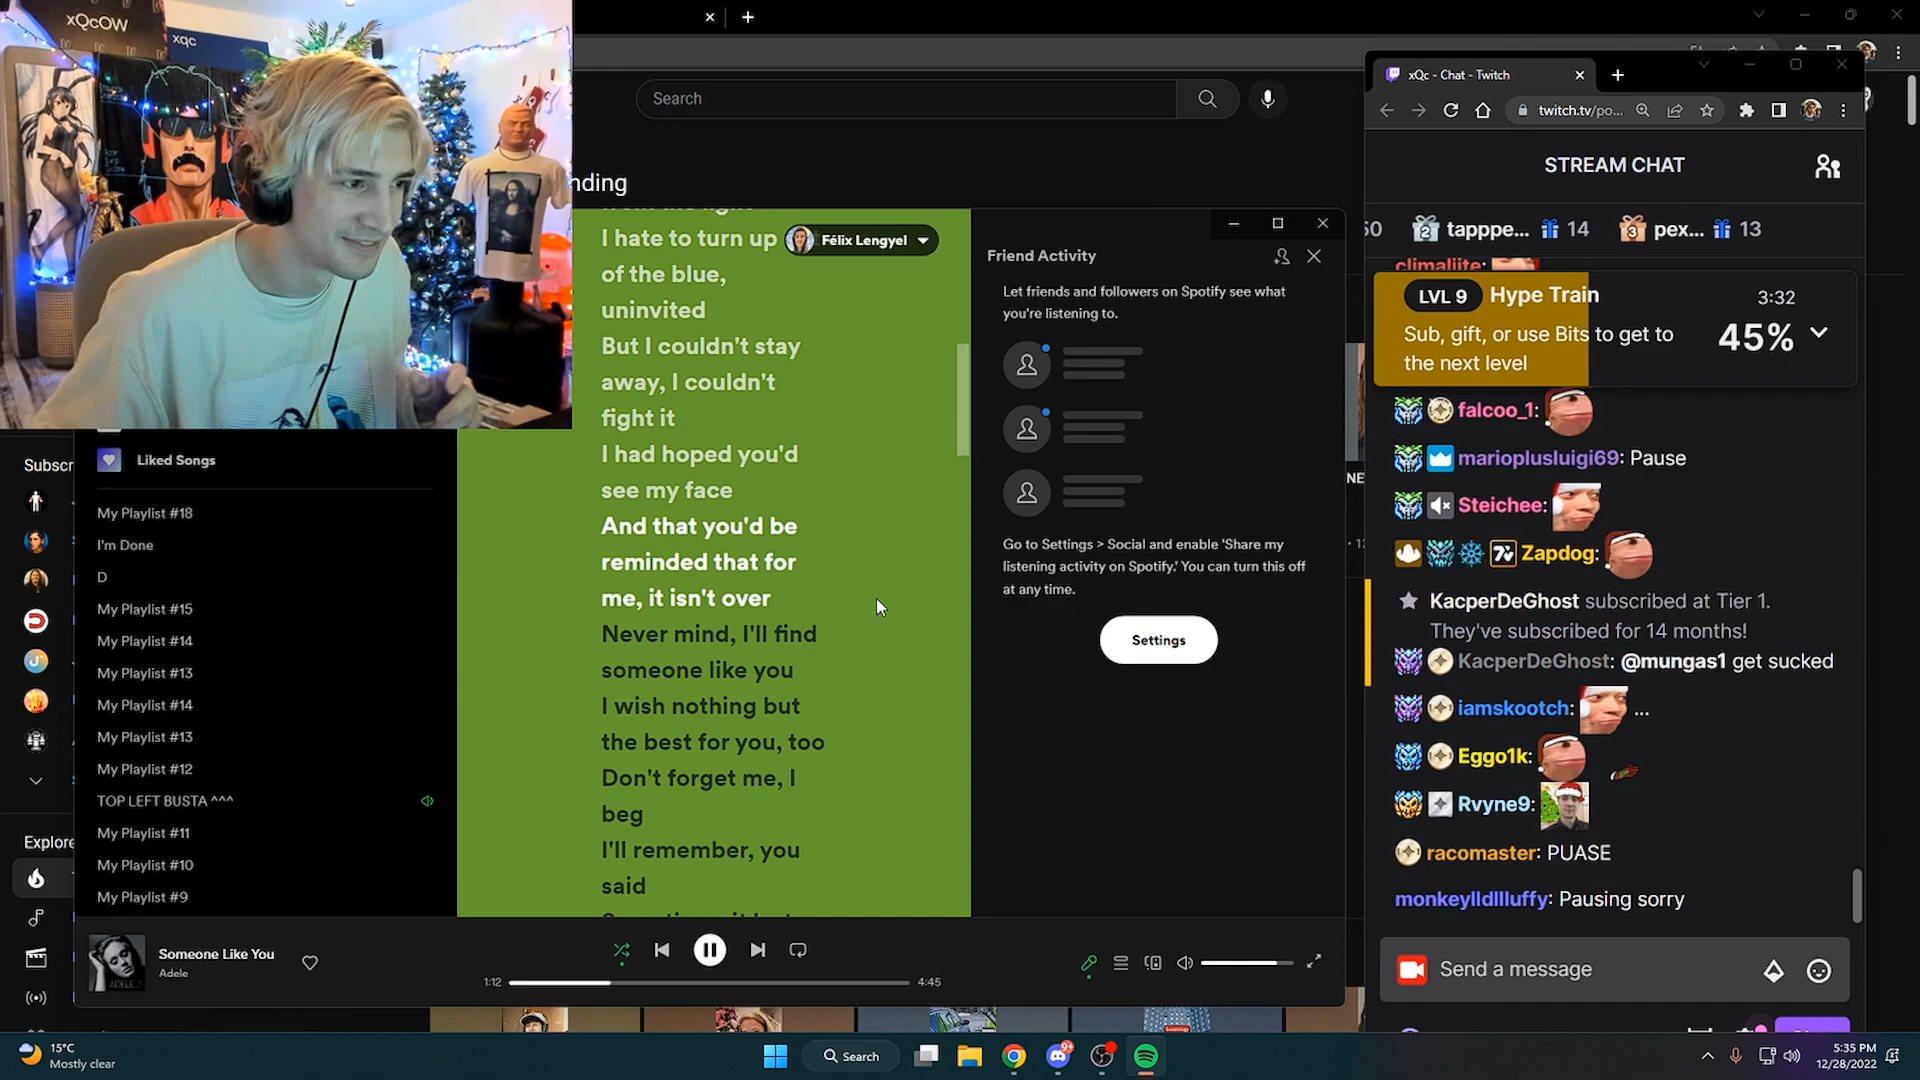 xQcOW
xqc
xQc - Chat - Twitch
Search
twitch.tv/po...
nding
STREAM CHAT
50
tapppe...
14
pex...
13
climaliite:
LVL 9
Hype Train
3:32
Sub, gift, or use Bits to get to
the next level
45%
I hate to turn up
Félix Lengyel
of the blue,
uninvited
But I couldn't stay
away, I couldn't
fight it
I had hoped you'd
see my face
And that you'd be
reminded that for
me, it isn't over
Never mind, I'll find
someone like you
I wish nothing but
the best for you, too
Don't forget me, I
beg
I'll remember, you
said
Friend Activity
Let friends and followers on Spotify see what
you're listening to.
Go to Settings > Social and enable 'Share my
listening activity on Spotify.' You can turn this off
at any time.
Settings
NE
falcoo_1:
marioplusluigi69: Pause
Steichee:
Zapdog:
KacperDeGhost subscribed at Tier 1.
They've subscribed for 14 months!
KacperDeGhost: @mungas1 get sucked
iamskootch: ...
Eggo1k:
Rvyne9:
racomaster: PUASE
monkeylldllluffy: Pausing sorry
Send a message
Subscr
Explore
Liked Songs
My Playlist #18
I'm Done
D
My Playlist #15
My Playlist #14
My Playlist #13
My Playlist #14
My Playlist #13
My Playlist #12
TOP LEFT BUSTA ^^^
My Playlist #11
My Playlist #10
My Playlist #9
Someone Like You
Adele
ADELE
1:12
4:45
15°C
Mostly clear
Search
9+
5:35 PM
12/28/2022